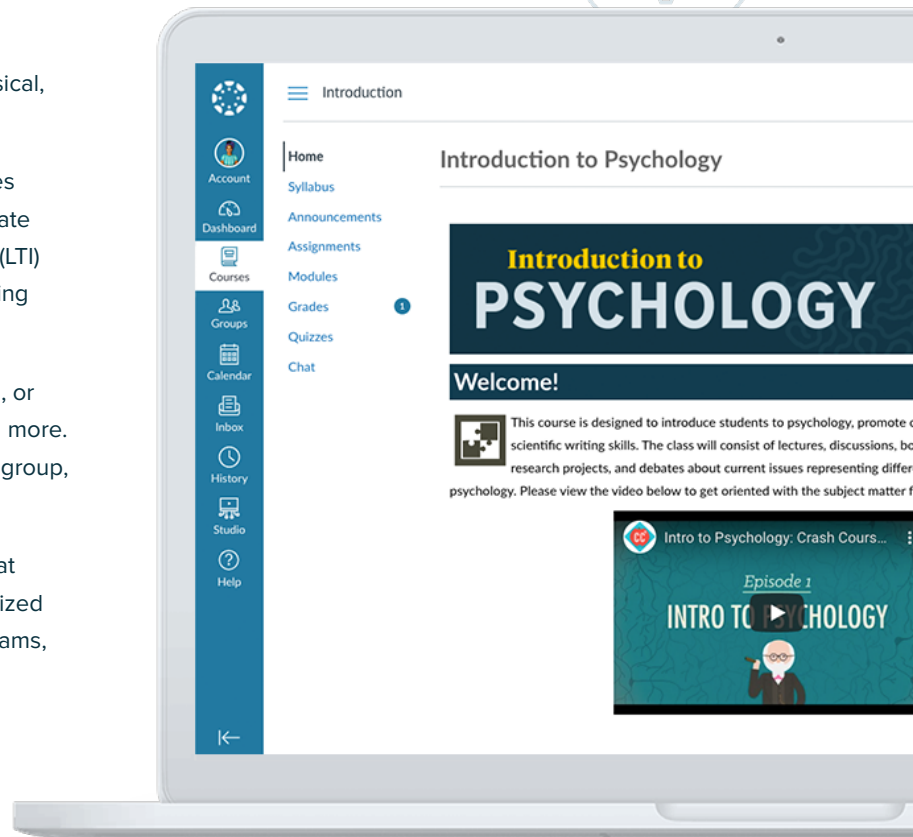 sical,
es
ate
(LTI)
ing
, or
more.
group,
at
ized
ams,
Introduction
Account
Dashboard
Courses
Groups
Calendar
Inbox
History
Studio
Help
Home
Syllabus
Announcements
Assignments
Modules
Grades 1
Quizzes
Chat
Introduction to Psychology
Introduction to
PSYCHOLOGY
Welcome!
This course is designed to introduce students to psychology, promote c
scientific writing skills. The class will consist of lectures, discussions, bo
research projects, and debates about current issues representing differ
psychology. Please view the video below to get oriented with the subject matter f
CC Intro to Psychology: Crash Cours...
Episode 1
INTRO TO PSYCHOLOGY